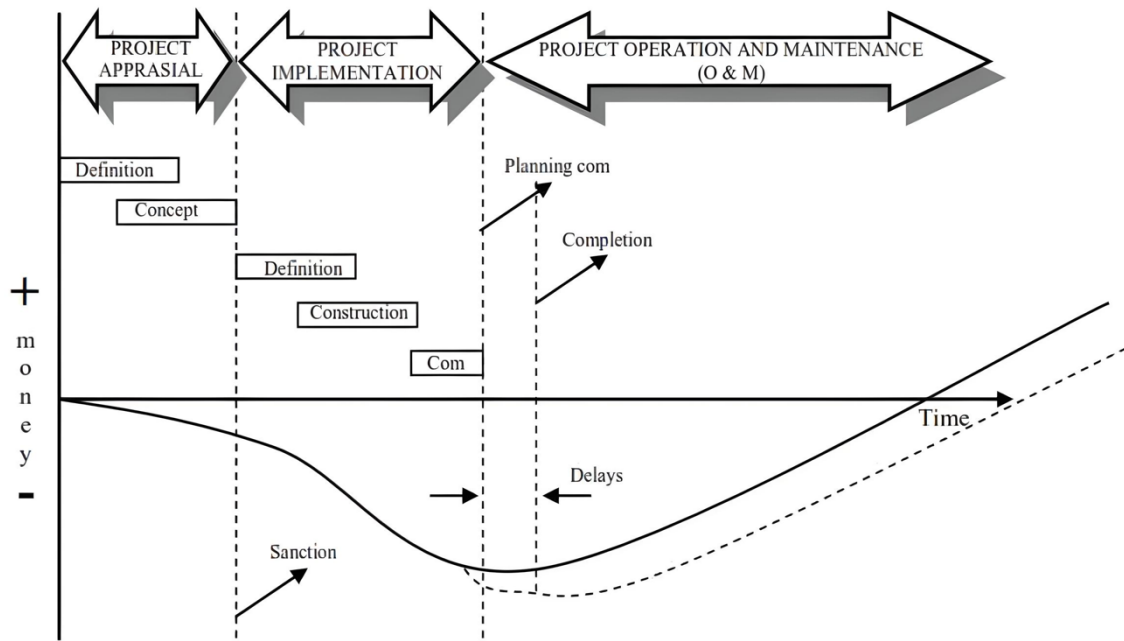 PROJECT
APPRASIAL
PROJECT
IMPLEMENTATION
PROJECT OPERATION AND MAINTENANCE
(O & M)
Definition
Planning com
Concept
Completion
Definition
+
Construction
money
Com
Time
-
Delays
Sanction